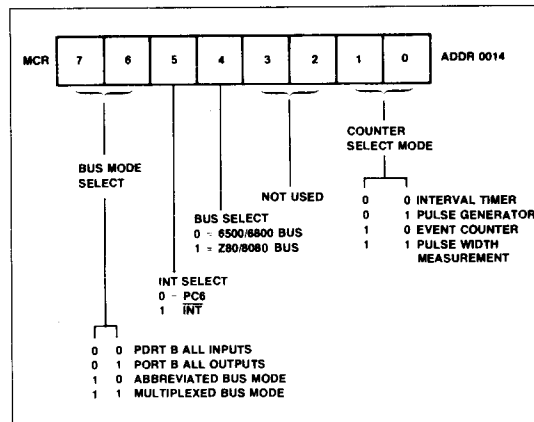 MCR 7 6 5 4 3 2 1 0 ADDR 0014
COUNTER
SELECT MODE
BUS MODE
SELECT
NOT USED
BUS SELECT
0 = 6500/6800 BUS
1 = Z80/8080 BUS
0 0 INTERVAL TIMER
0 1 PULSE GENERATOR
1 0 EVENT COUNTER
1 1 PULSE WIDTH
MEASUREMENT
INT SELECT
0 - PC6
1 INT
0 0 PORT B ALL INPUTS
0 1 PORT B ALL OUTPUTS
1 0 ABBREVIATED BUS MODE
1 1 MULTIPLEXED BUS MODE